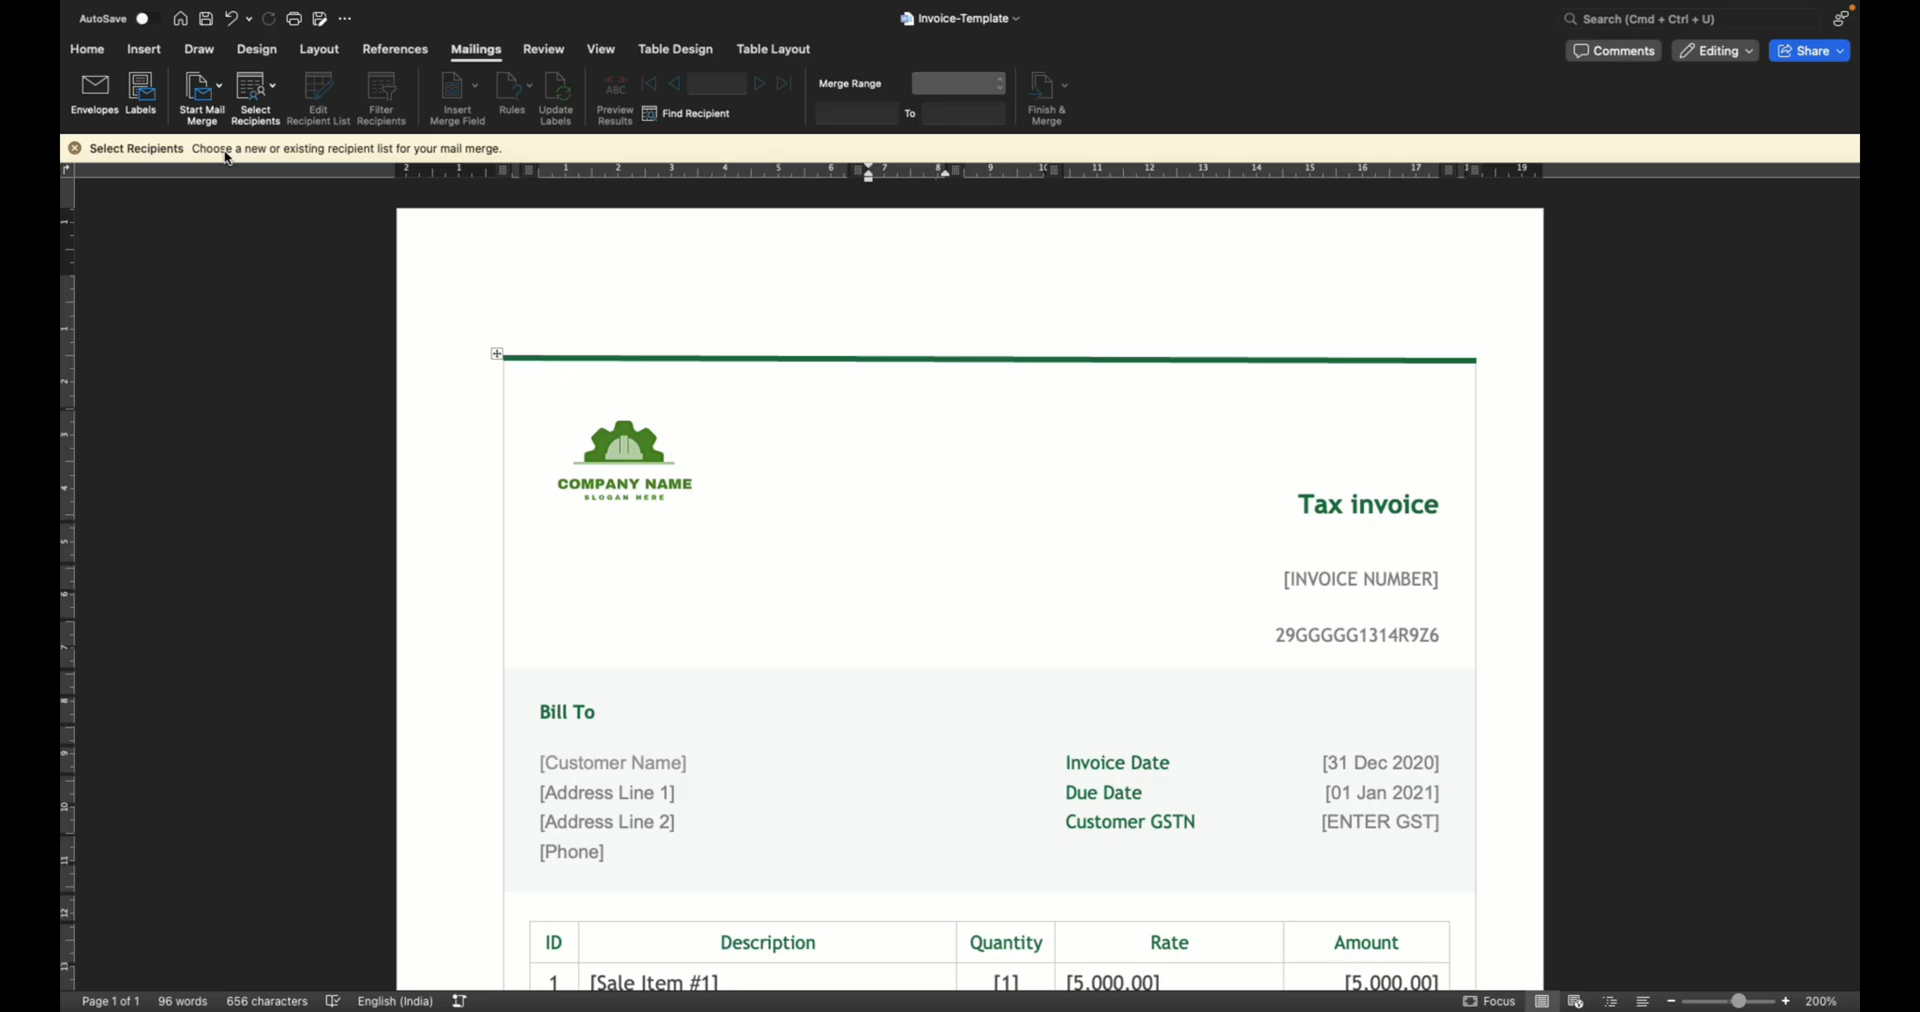 AutoSave
Invoice-Template
Search (Cmd + Ctrl + U)
Home Insert Draw Design Layout References Mailings Review View Table Design Table Layout
Comments Editing Share
Envelopes
Labels
Start Mail
Merge
Select
Recipients
Edit
Recipient List
Filter
Recipients
Insert
Merge Field
Rules
Update
Labels
ABC
Preview
Results
Find Recipient
Merge Range
To
Finish &
Merge
Select Recipients Choose a new or existing recipient list for your mail merge.
COMPANY NAME
SLOGAN HERE
Tax invoice
[INVOICE NUMBER]
29GGGGG1314R9Z6
Bill To
[Customer Name]
[Address Line 1]
[Address Line 2]
[Phone]
Invoice Date [31 Dec 2020]
Due Date [01 Jan 2021]
Customer GSTN [ENTER GST]
ID Description Quantity Rate Amount
1 [Sale Item #1] [1] [5,000.00] [5,000.00]
Page 1 of 1 96 words 656 characters English (India) Focus 200%